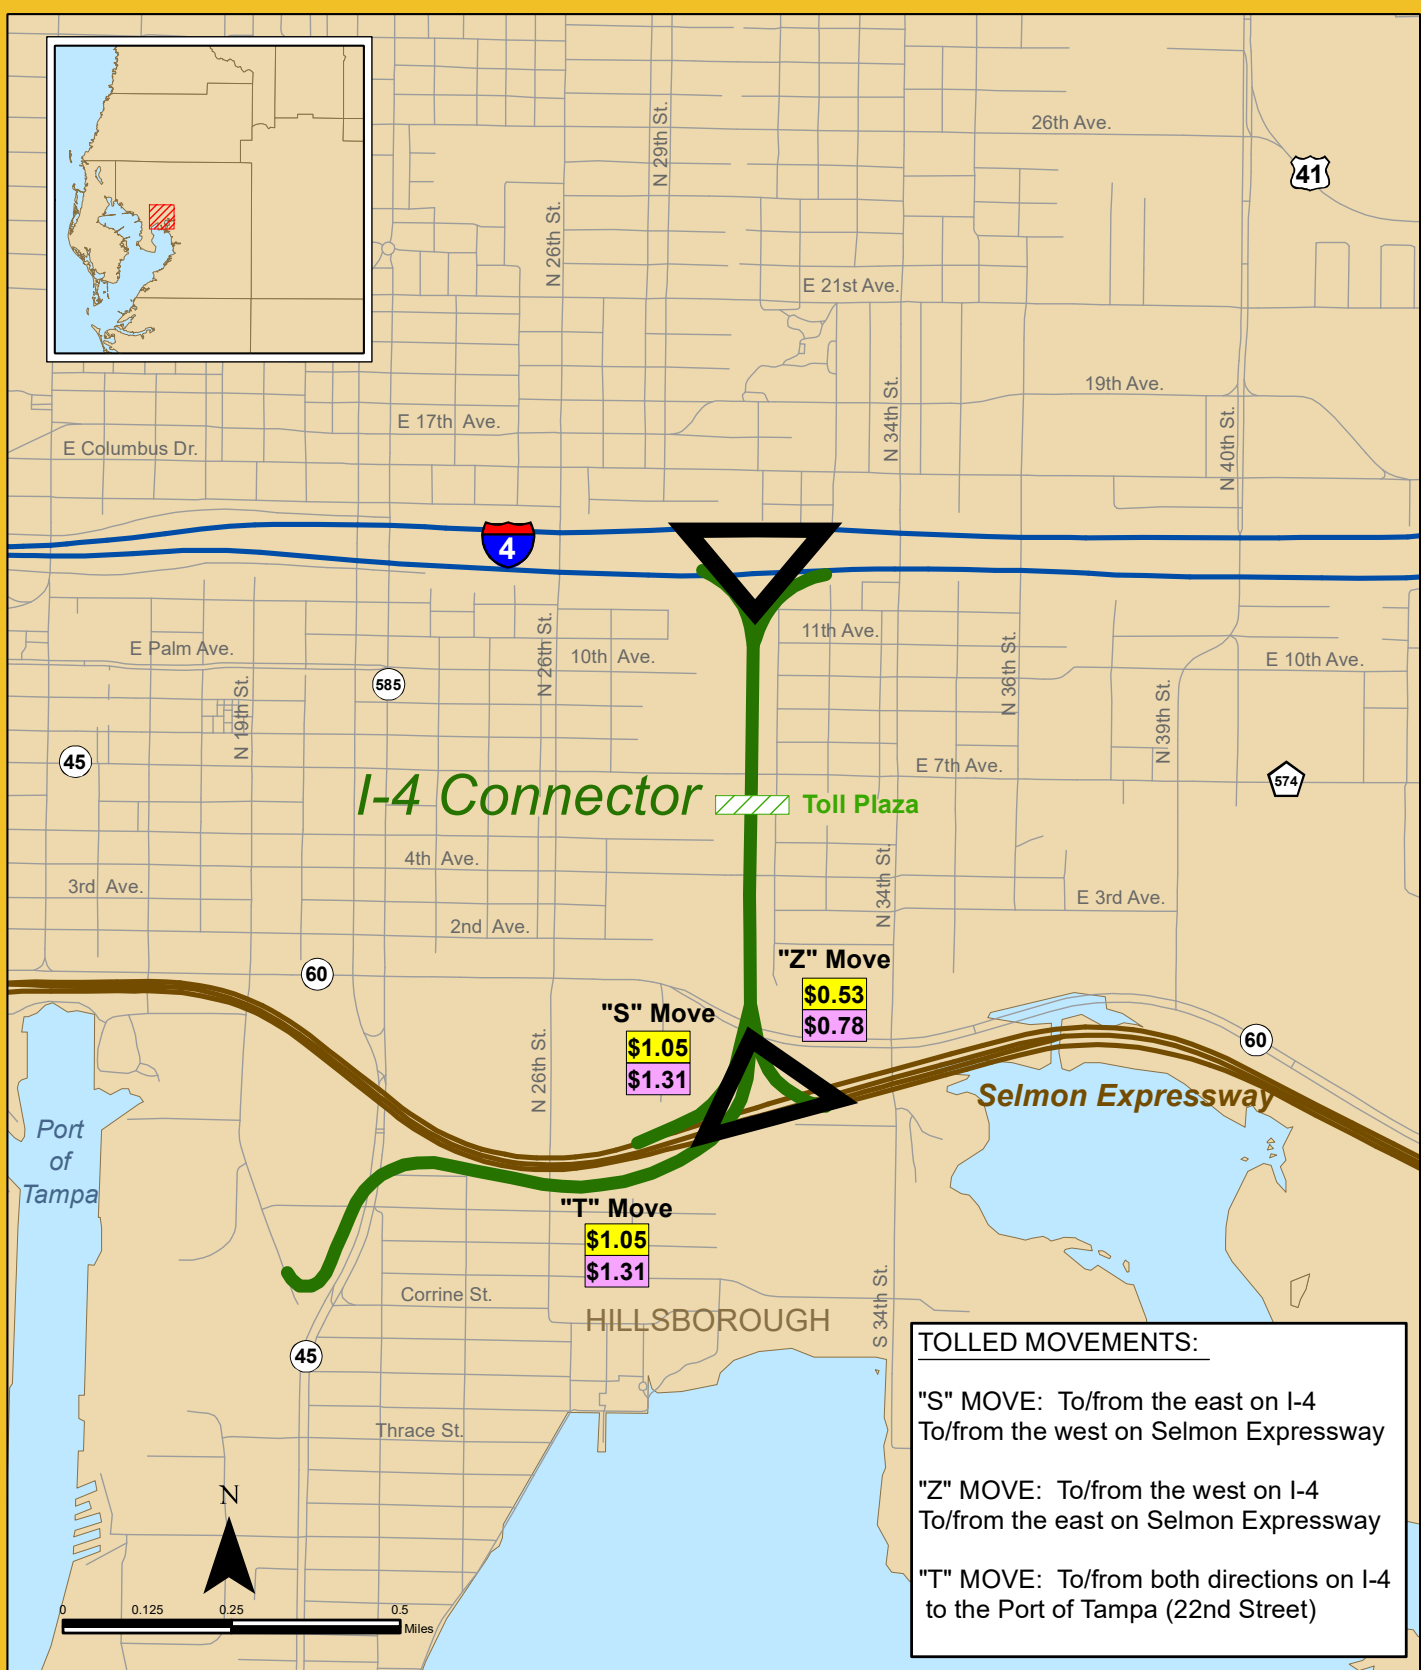 26th Ave.
N 29th St.
41
N 26th St.
E 21st Ave.
19th Ave.
N 34th St.
E 17th Ave.
N 40th St.
E Columbus Dr.
4
11th Ave.
E Palm Ave.
N 26th St.
10th Ave.
N 36th St.
E 10th Ave.
585
N 19th St.
N 39th St.
45
E 7th Ave.
574
I-4 Connector
Toll Plaza
4th Ave.
3rd Ave.
N 34th St.
E 3rd Ave.
2nd Ave.
60
"Z" Move
$0.53
$0.78
"S" Move
$1.05
$1.31
60
N 26th St.
Selmon Expressway
Port
of
Tampa
"T" Move
$1.05
$1.31
Corrine St.
S 34th St.
HILLSBOROUGH
45
Thrace St.
TOLLED MOVEMENTS:
"S" MOVE: To/from the east on I-4
To/from the west on Selmon Expressway
"Z" MOVE: To/from the west on I-4
To/from the east on Selmon Expressway
"T" MOVE: To/from both directions on I-4
to the Port of Tampa (22nd Street)
N
0 0.125 0.25 0.5
Miles